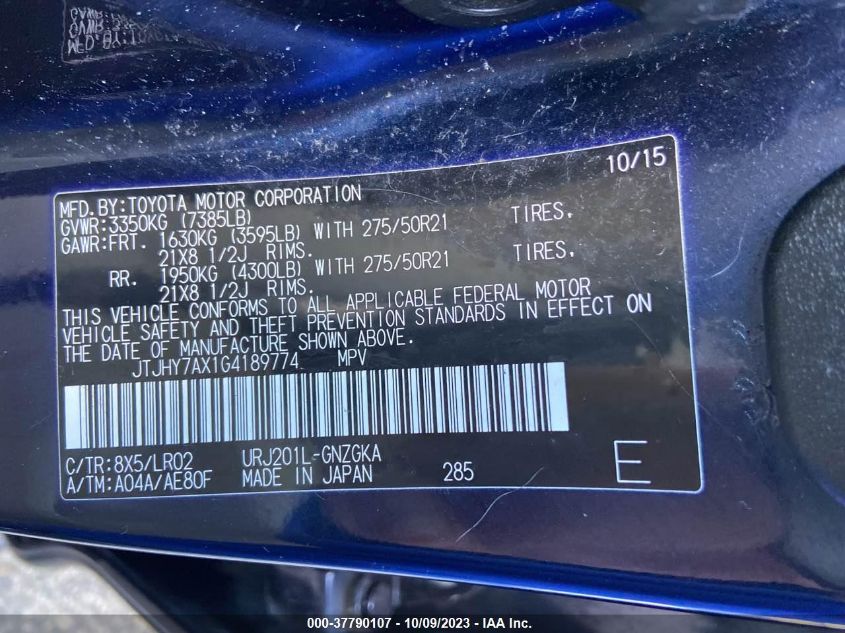 10/15
MFD.BY:TOYOTA MOTOR CORPORATION
GVWR:3350KG (7385LB)
GAWR:FRT. 1630KG (3595LB) WITH 275/50R21 TIRES,
21X8 1/2J RIMS.
RR. 1950KG (4300LB) WITH 275/50R21 TIRES,
21X8 1/2J RIMS.
THIS VEHICLE CONFORMS TO ALL APPLICABLE FEDERAL MOTOR
VEHICLE SAFETY AND THEFT PREVENTION STANDARDS IN EFFECT ON
THE DATE OF MANUFACTURE SHOWN ABOVE.
JTJHY7AX1G4189774 MPV
C/TR:8X5/LR02 URJ201L-GNZGKA
A/TM:A04A/AE80F MADE IN JAPAN 285 E
000-37790107 - 10/09/2023 - IAA Inc.